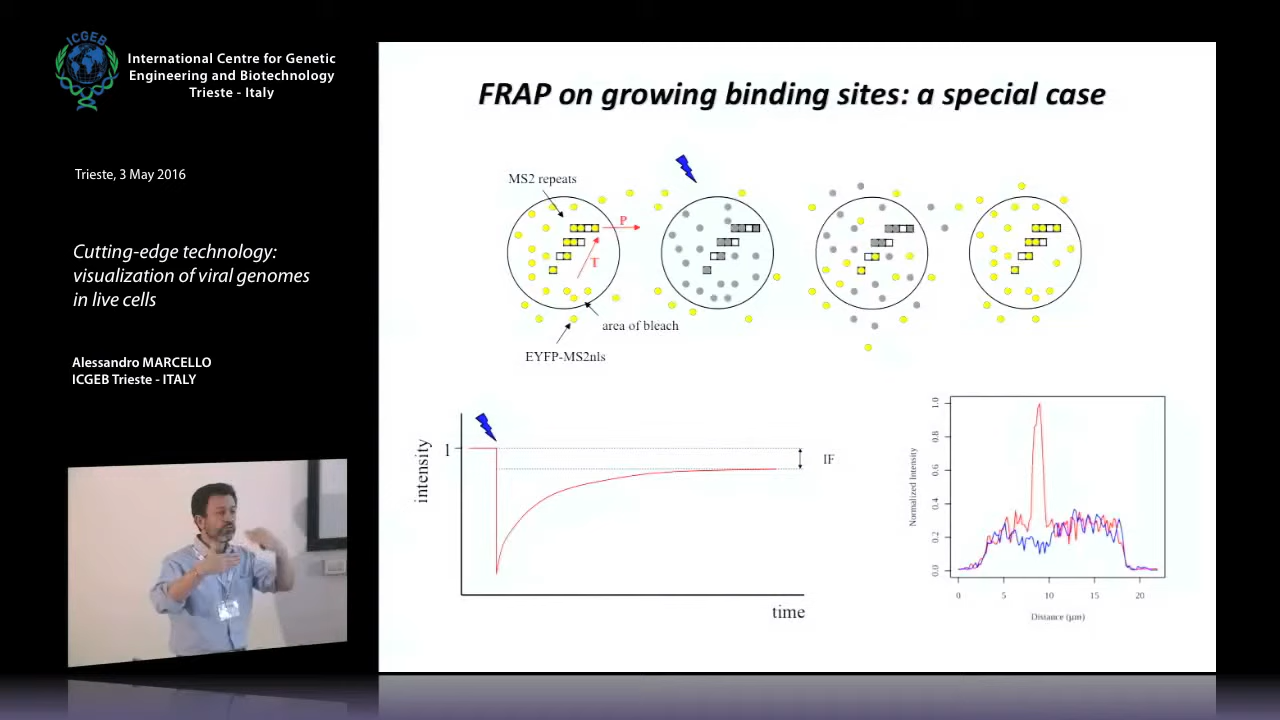 ICGEB
International Centre for Genetic
Engineering and Biotechnology
Trieste - Italy
Trieste, 3 May 2016
Cutting-edge technology:
visualization of viral genomes
in live cells
Alessandro MARCELLO
ICGEB Trieste - ITALY
FRAP on growing binding sites: a special case
MS2 repeats
P
T
area of bleach
EYFP-MS2nls
intensity
1
IF
time
Normalized Intensity
1.0
0.8
0.6
0.4
0.2
0.0
0 5 10 15 20
Distance (µm)